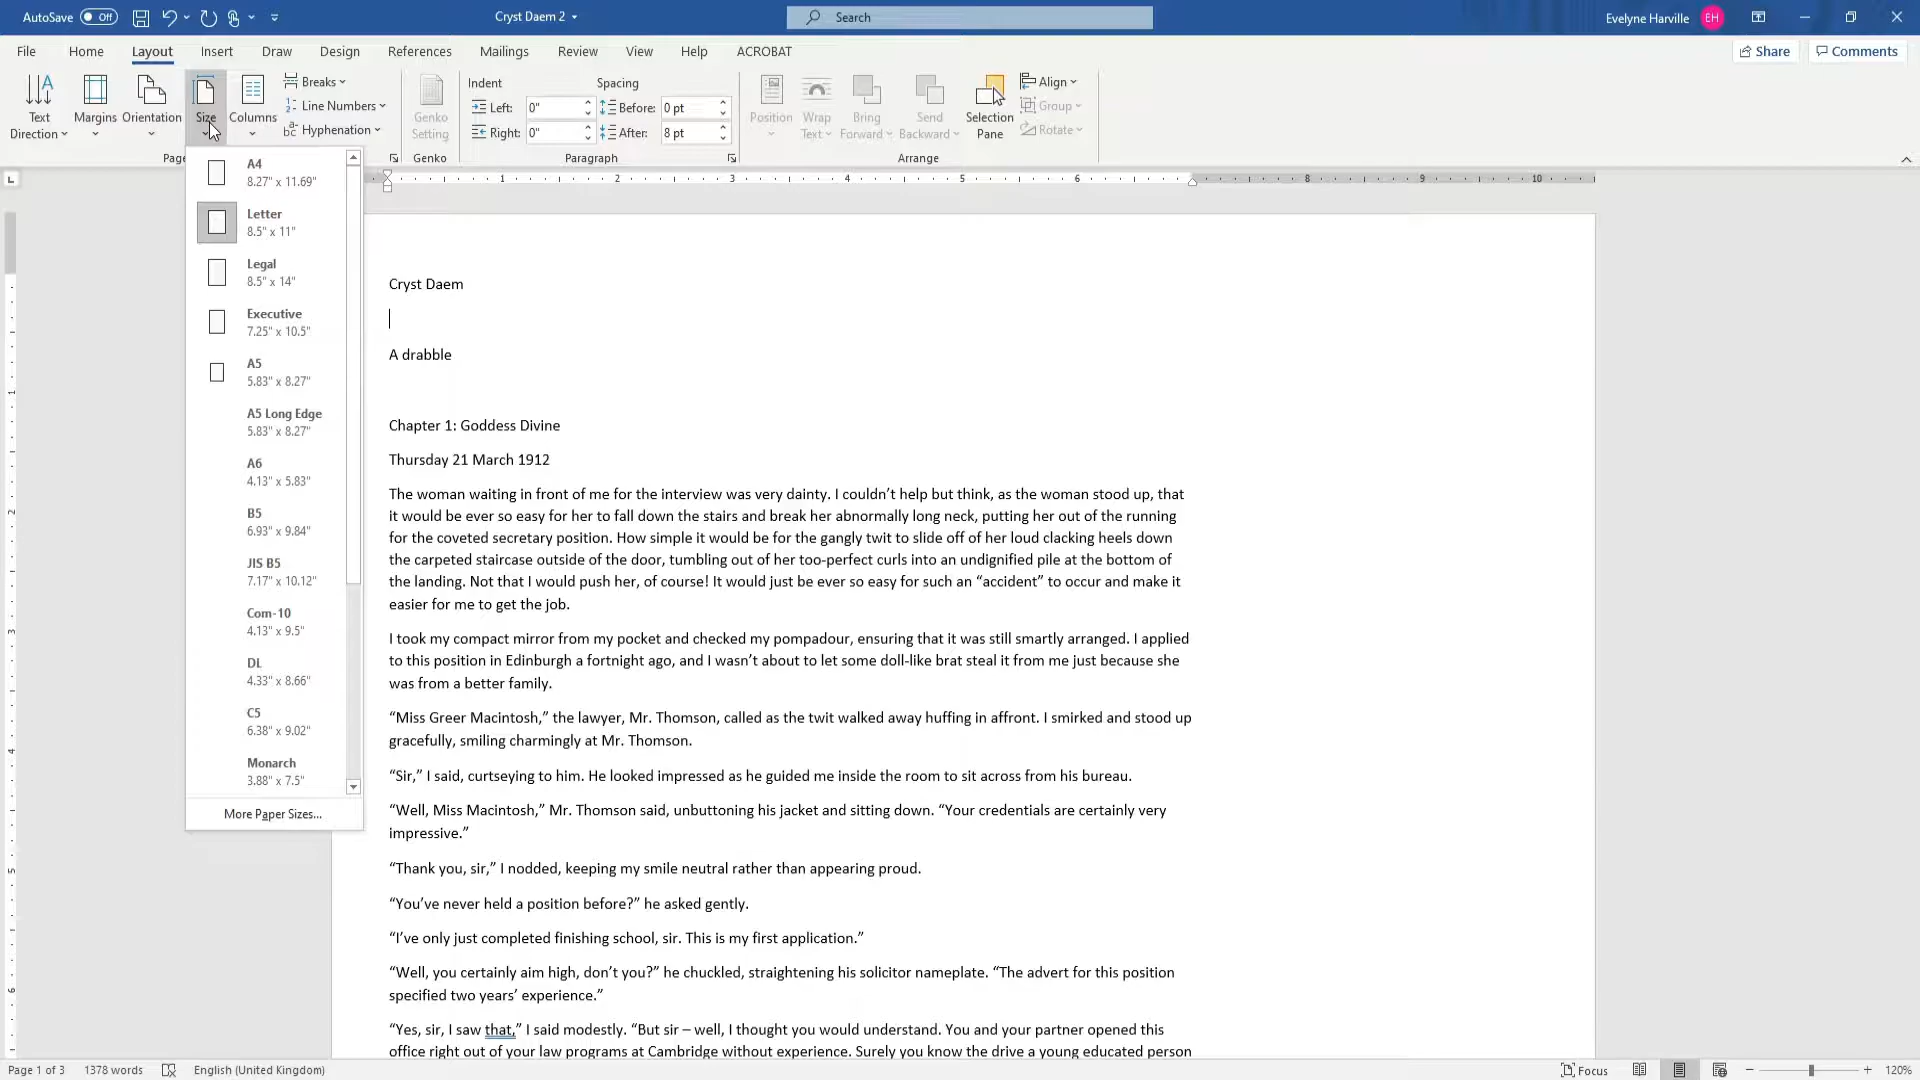 AutoSave Off Cryst Daem 2 Search Evelyne Harville EH
File Home Layout Insert Draw Design References Mailings Review View Help ACROBAT Share Comments
Text Direction Margins Orientation Size Columns
Breaks
Line Numbers
Hyphenation
Genko Setting
Indent Spacing
Left: 0" Before: 0 pt
Right: 0" After: 8 pt
Position Wrap Text Bring Forward Send Backward Selection Pane
Align
Group
Rotate
Page Genko Paragraph Arrange
1 2 3 4 5 6 8 9 10
A4
8.27" x 11.69"
Letter
8.5" x 11"
Legal
8.5" x 14"
Executive
7.25" x 10.5"
A5
5.83" x 8.27"
A5 Long Edge
5.83" x 8.27"
A6
4.13" x 5.83"
B5
6.93" x 9.84"
JIS B5
7.17" x 10.12"
Com-10
4.13" x 9.5"
DL
4.33" x 8.66"
C5
6.38" x 9.02"
Monarch
3.88" x 7.5"
More Paper Sizes...
1
2
3
4
5
6
Cryst Daem
A drabble
Chapter 1: Goddess Divine
Thursday 21 March 1912
The woman waiting in front of me for the interview was very dainty. I couldn’t help but think, as the woman stood up, that
it would be ever so easy for her to fall down the stairs and break her abnormally long neck, putting her out of the running
for the coveted secretary position. How simple it would be for the gangly twit to slide off of her loud clacking heels down
the carpeted staircase outside of the door, tumbling out of her too-perfect curls into an undignified pile at the bottom of
the landing. Not that I would push her, of course! It would just be ever so easy for such an “accident” to occur and make it
easier for me to get the job.
I took my compact mirror from my pocket and checked my pompadour, ensuring that it was still smartly arranged. I applied
to this position in Edinburgh a fortnight ago, and I wasn’t about to let some doll-like brat steal it from me just because she
was from a better family.
“Miss Greer Macintosh,” the lawyer, Mr. Thomson, called as the twit walked away huffing in affront. I smirked and stood up
gracefully, smiling charmingly at Mr. Thomson.
“Sir,” I said, curtseying to him. He looked impressed as he guided me inside the room to sit across from his bureau.
“Well, Miss Macintosh,” Mr. Thomson said, unbuttoning his jacket and sitting down. “Your credentials are certainly very
impressive.”
“Thank you, sir,” I nodded, keeping my smile neutral rather than appearing proud.
“You’ve never held a position before?” he asked gently.
“I’ve only just completed finishing school, sir. This is my first application.”
“Well, you certainly aim high, don’t you?” he chuckled, straightening his solicitor nameplate. “The advert for this position
specified two years’ experience.”
“Yes, sir, I saw that,” I said modestly. “But sir – well, I thought you would understand. You and your partner opened this
office right out of your law programs at Cambridge without experience. Surely you know the drive a young educated person
Page 1 of 3 1378 words English (United Kingdom) Focus 120%